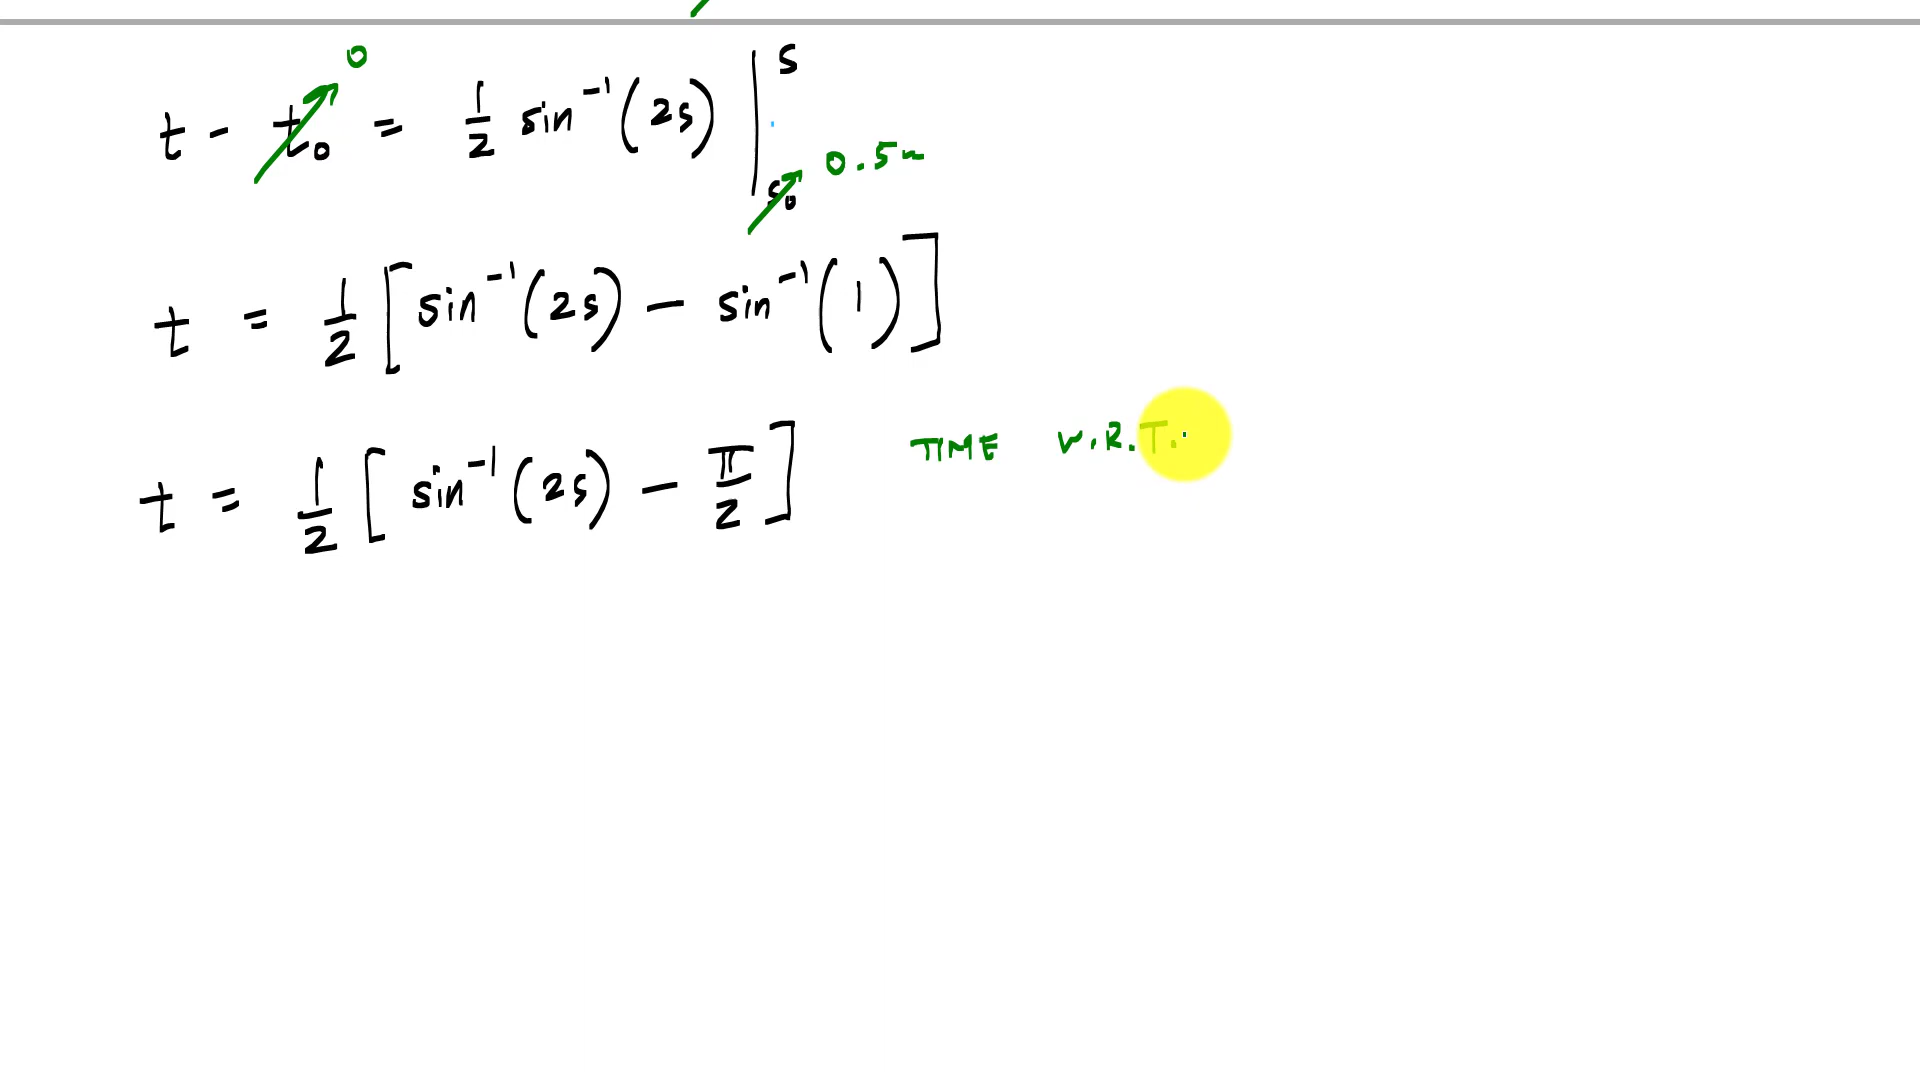 t - t₀ = 1/2 sin⁻¹(2s) |
0
s
s₀
0.5m
t = 1/2 [sin⁻¹(2s) - sin⁻¹(1)]
t = 1/2 [sin⁻¹(2s) - π/2]
TIME W.R.T.